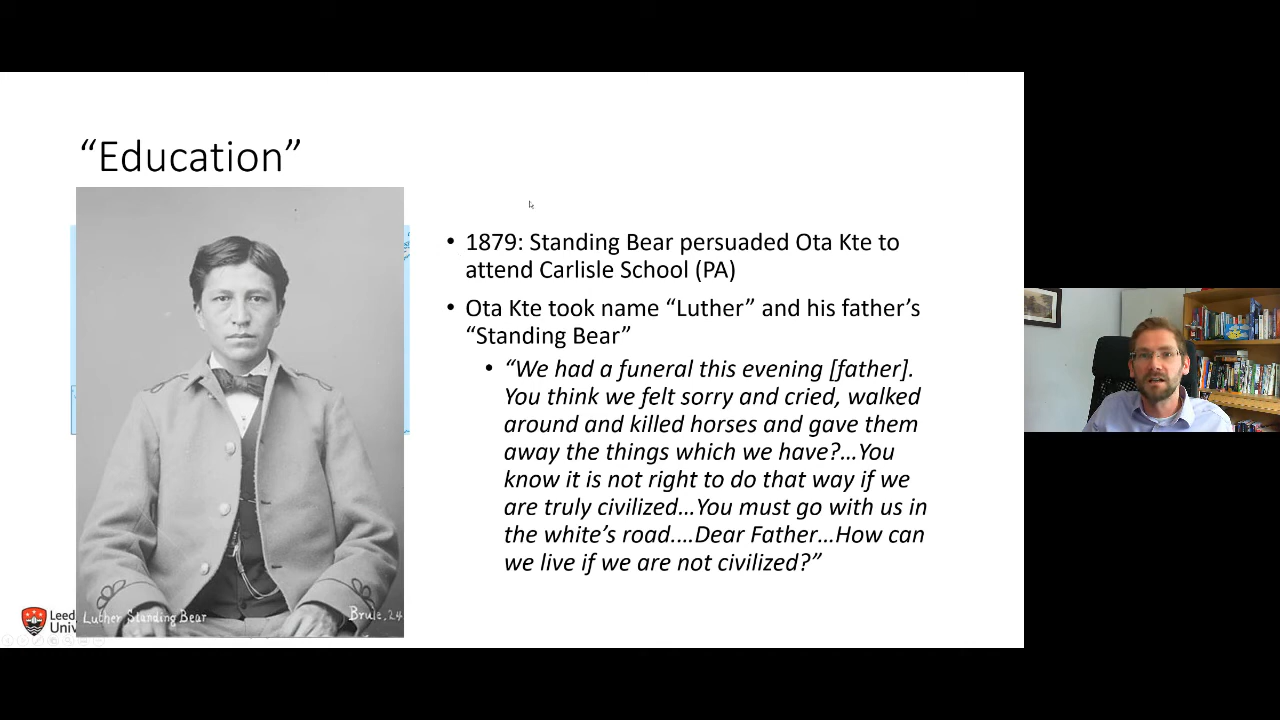 “Education”
• 1879: Standing Bear persuaded Ota Kte to
attend Carlisle School (PA)
• Ota Kte took name “Luther” and his father’s
“Standing Bear”
• “We had a funeral this evening [father].
You think we felt sorry and cried, walked
around and killed horses and gave them
away the things which we have?...You
know it is not right to do that way if we
are truly civilized…You must go with us in
the white’s road.…Dear Father…How can
we live if we are not civilized?”
Luther Standing Bear
Brule, 24
Leed
Univ